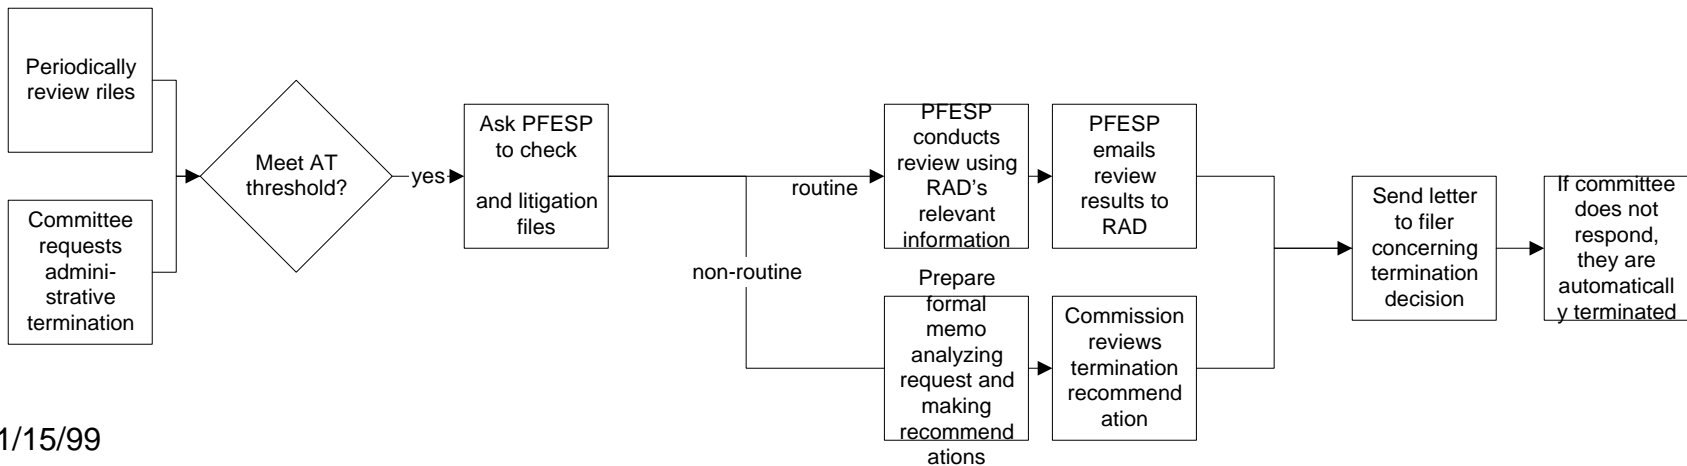 Periodically
review riles
Committee
requests
admini-
strative
termination
Meet AT
threshold?
yes
Ask PFESP
to check
and litigation
files
routine
non-routine
PFESP
conducts
review using
RAD's
relevant
information
PFESP
emails
review
results to
RAD
Prepare
formal
memo
analyzing
request and
making
recommend
ations
Commission
reviews
termination
recommend
ation
Send letter
to filer
concerning
termination
decision
If committee
does not
respond,
they are
automaticall
y terminated
1/15/99